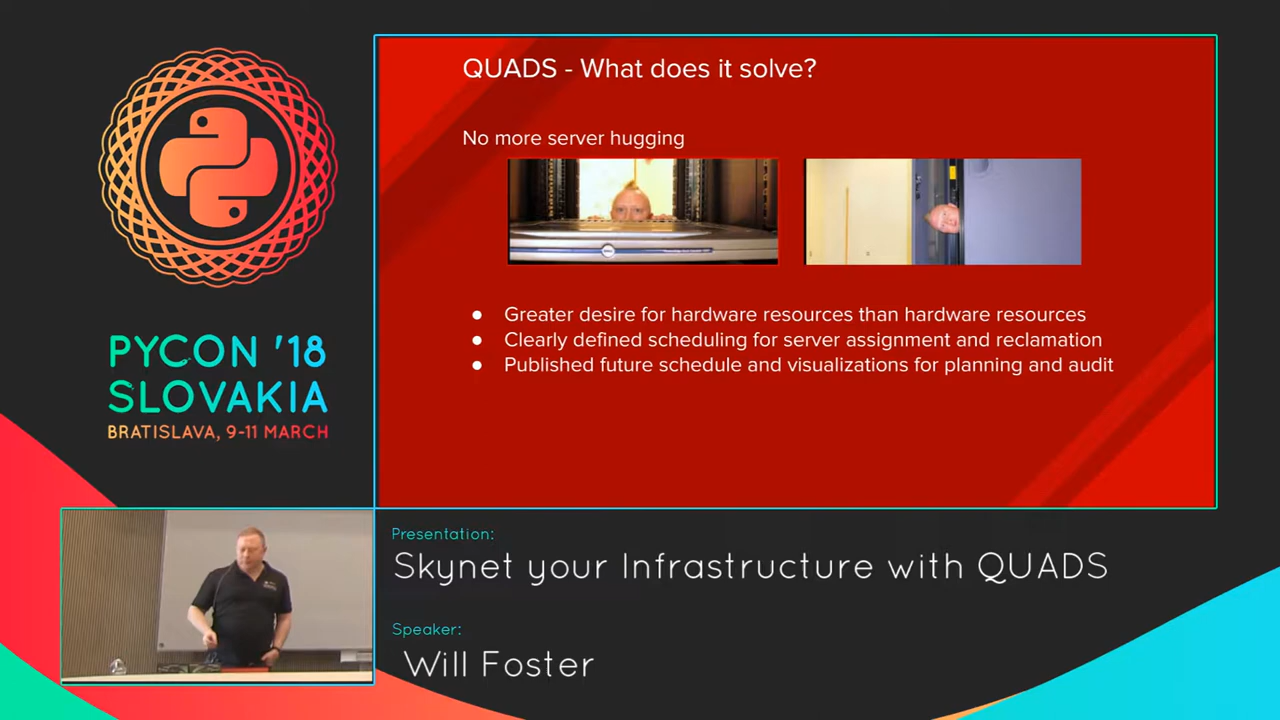 QUADS - What does it solve?
No more server hugging
● Greater desire for hardware resources than hardware resources
● Clearly defined scheduling for server assignment and reclamation
● Published future schedule and visualizations for planning and audit
PYCON '18
SLOVAKIA
BRATISLAVA, 9-11 MARCH
Presentation:
Skynet your Infrastructure with QUADS
Speaker:
Will Foster